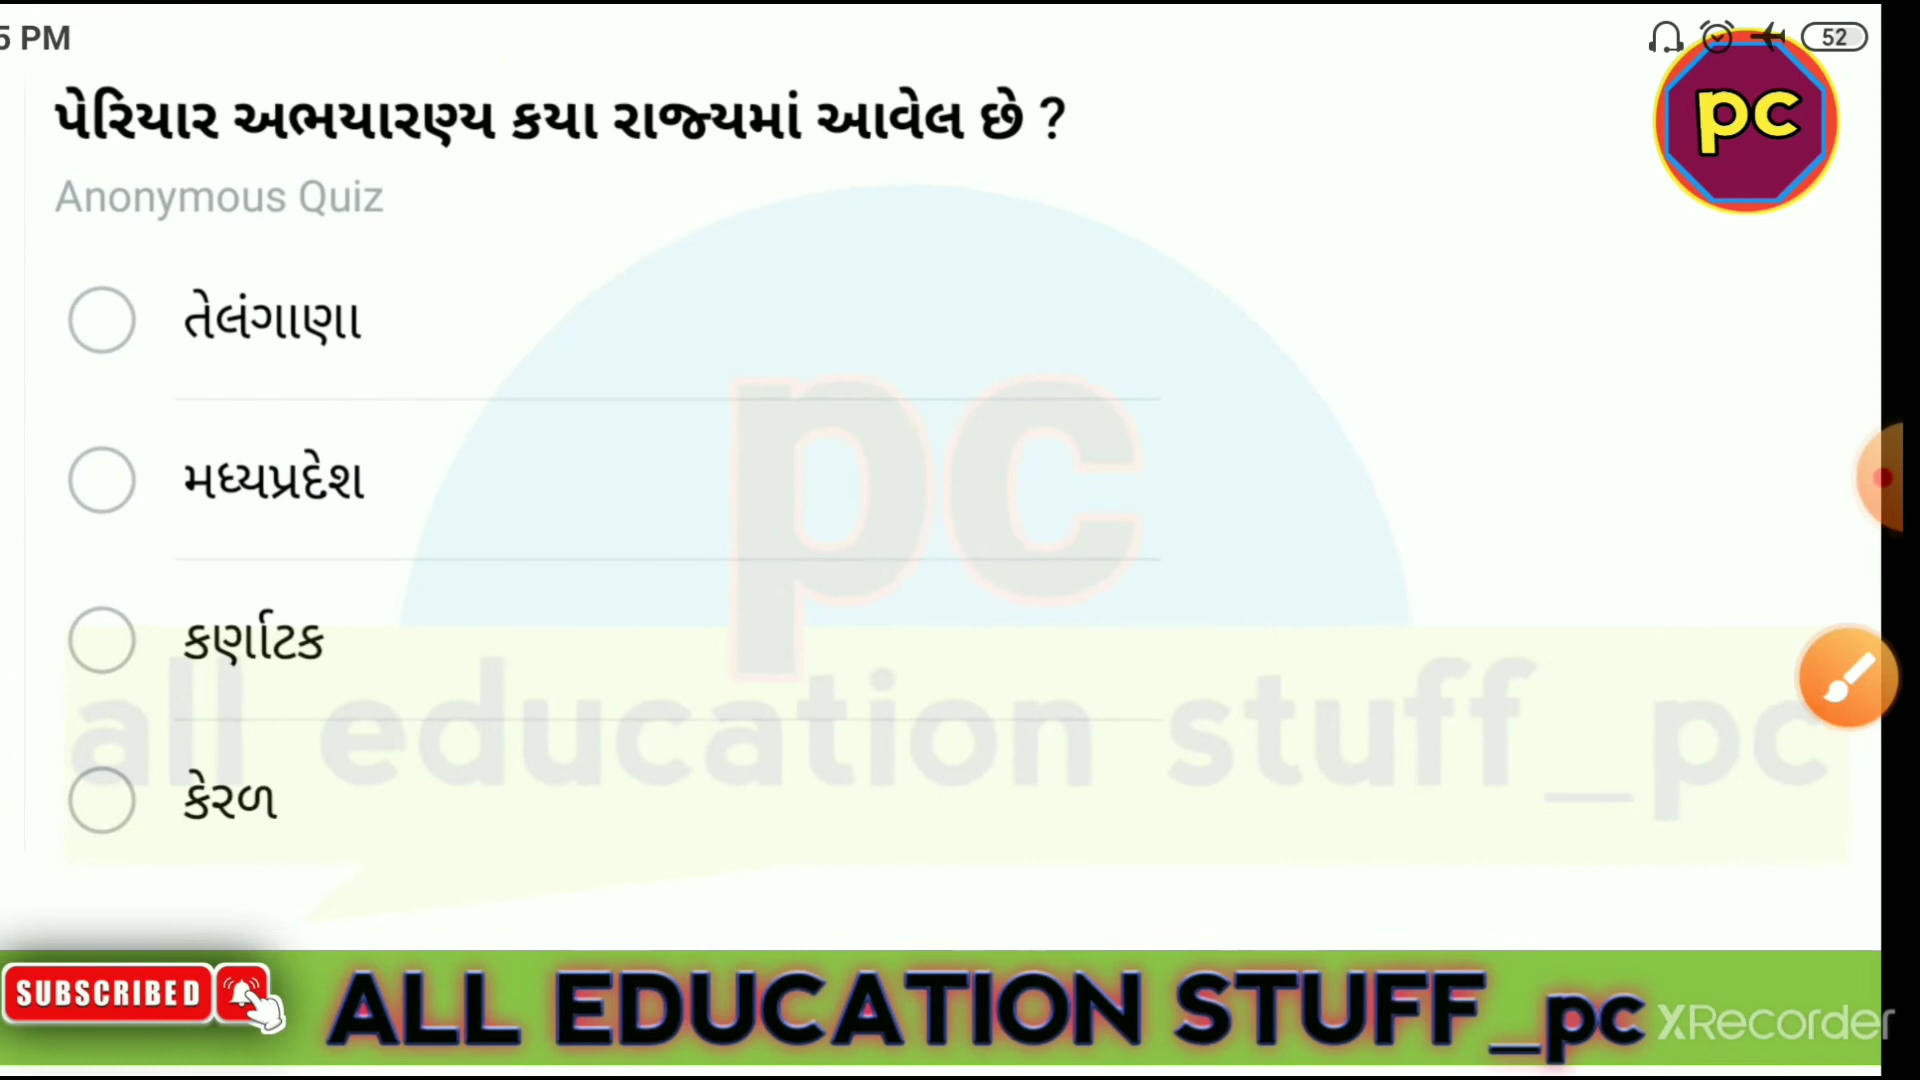 5 PM
52
pc
પેરિયાર અભયારણ્ય કયા રાજ્યમાં આવેલ છે ?
Anonymous Quiz
તેલંગાણા
મધ્યપ્રદેશ
pc
કર્ણાટક
all education stuff_pc
કેરળ
SUBSCRIBED
ALL EDUCATION STUFF_pc
XRecorder